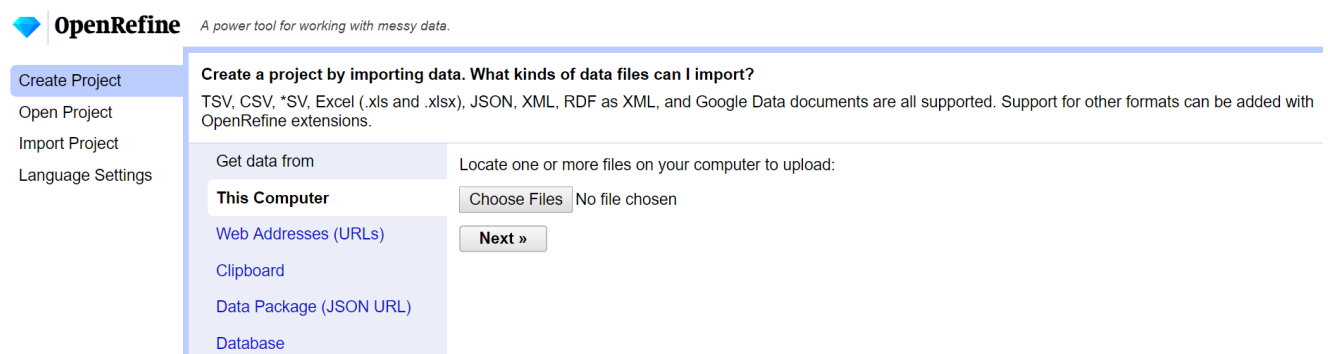 OpenRefine A power tool for working with messy data.
Create Project
Open Project
Import Project
Language Settings
Create a project by importing data. What kinds of data files can I import?
TSV, CSV, *SV, Excel (.xls and .xlsx), JSON, XML, RDF as XML, and Google Data documents are all supported. Support for other formats can be added with
OpenRefine extensions.
Get data from
This Computer
Web Addresses (URLs)
Clipboard
Data Package (JSON URL)
Database
Locate one or more files on your computer to upload:
Choose Files No file chosen
Next »